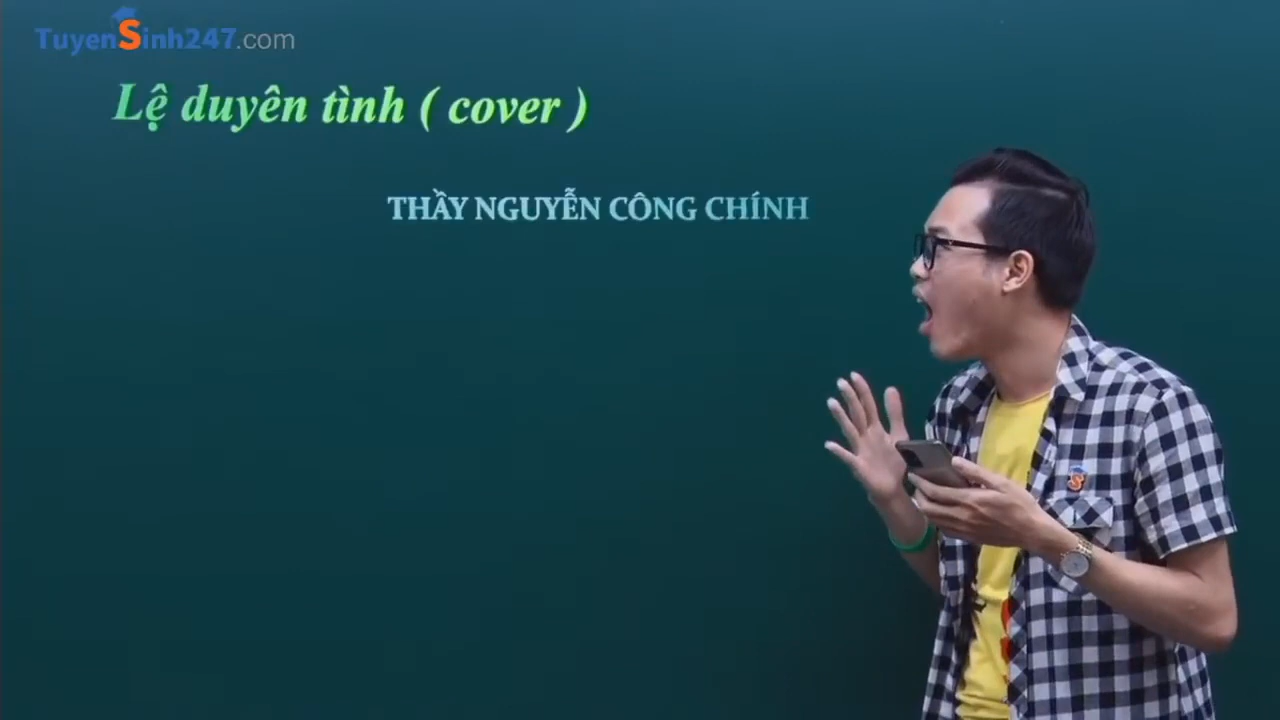 TuyenSinh247.com
Lệ duyên tình ( cover )
THẦY NGUYỄN CÔNG CHÍNH
S